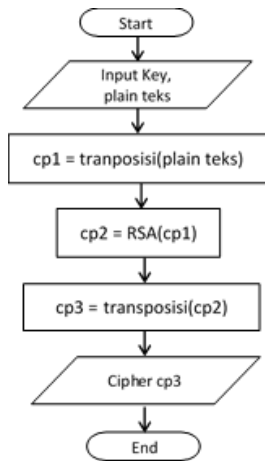 Start
Input Key,
plain teks
cp1 = tranposisi(plain teks)
cp2 = RSA(cp1)
cp3 = transposisi(cp2)
Cipher cp3
End